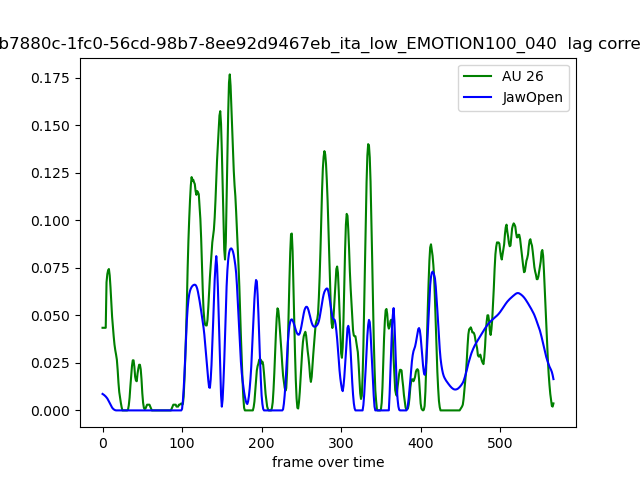 b7880c-1fc0-56cd-98b7-8ee92d9467eb_ita_low_EMOTION100_040 lag corre
AU 26
JawOpen
0.175
0.150
0.125
0.100
0.075
0.050
0.025
0.000
0 100 200 300 400 500
frame over time